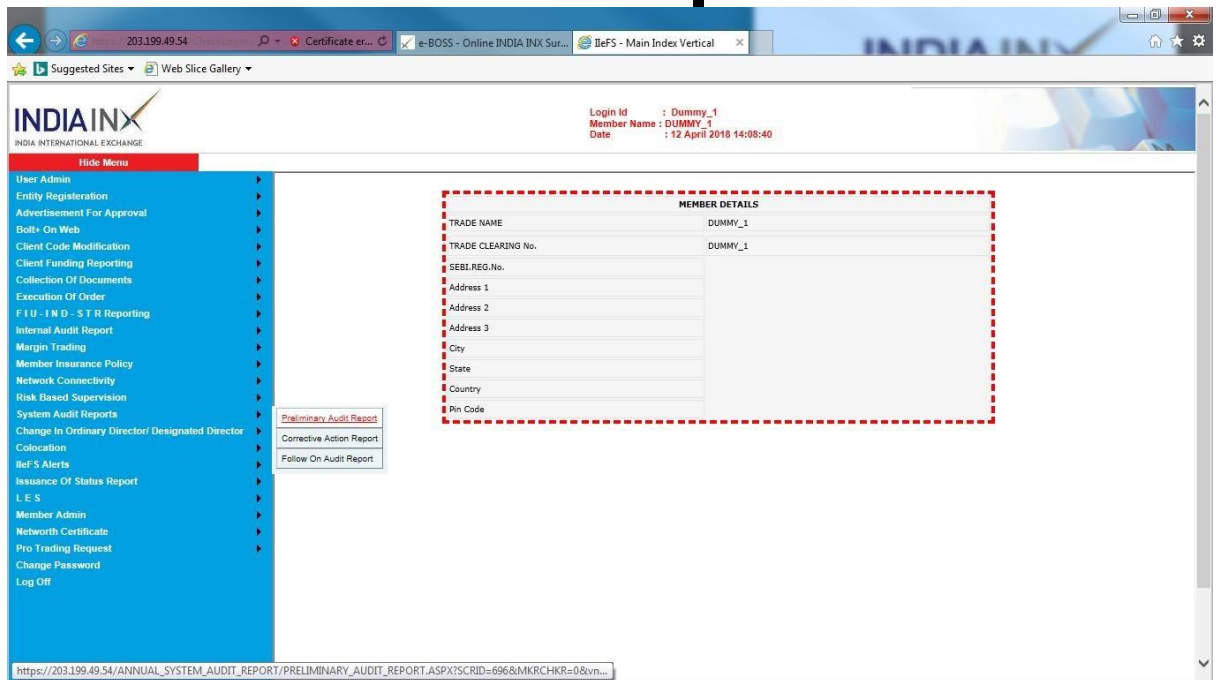 https: 203.199.49.54 Certificate er...
e-BOSS - Online INDIA INX Sur...
IIeFS - Main Index Vertical
INDIA INX
Suggested Sites
Web Slice Gallery
INDIA INX
INDIA INTERNATIONAL EXCHANGE
Login Id : Dummy_1
Member Name : DUMMY_1
Date : 12 April 2018 14:08:40
Hide Menu
User Admin
Entity Registeration
Advertisement For Approval
Bolt+ On Web
Client Code Modification
Client Funding Reporting
Collection Of Documents
Execution Of Order
F I U - I N D - S T R Reporting
Internal Audit Report
Margin Trading
Member Insurance Policy
Network Connectivity
Risk Based Supervision
System Audit Reports
Change In Ordinary Director/ Designated Director
Colocation
IIeFS Alerts
Issuance Of Status Report
L E S
Member Admin
Networth Certificate
Pro Trading Request
Change Password
Log Off
Preliminary Audit Report
Corrective Action Report
Follow On Audit Report
MEMBER DETAILS
TRADE NAME DUMMY_1
TRADE CLEARING No. DUMMY_1
SEBI.REG.No.
Address 1
Address 2
Address 3
City
State
Country
Pin Code
https://203.199.49.54/ANNUAL_SYSTEM_AUDIT_REPORT/PRELIMINARY_AUDIT_REPORT.ASPX?SCRID=696&MKRCHKR=0&vn...